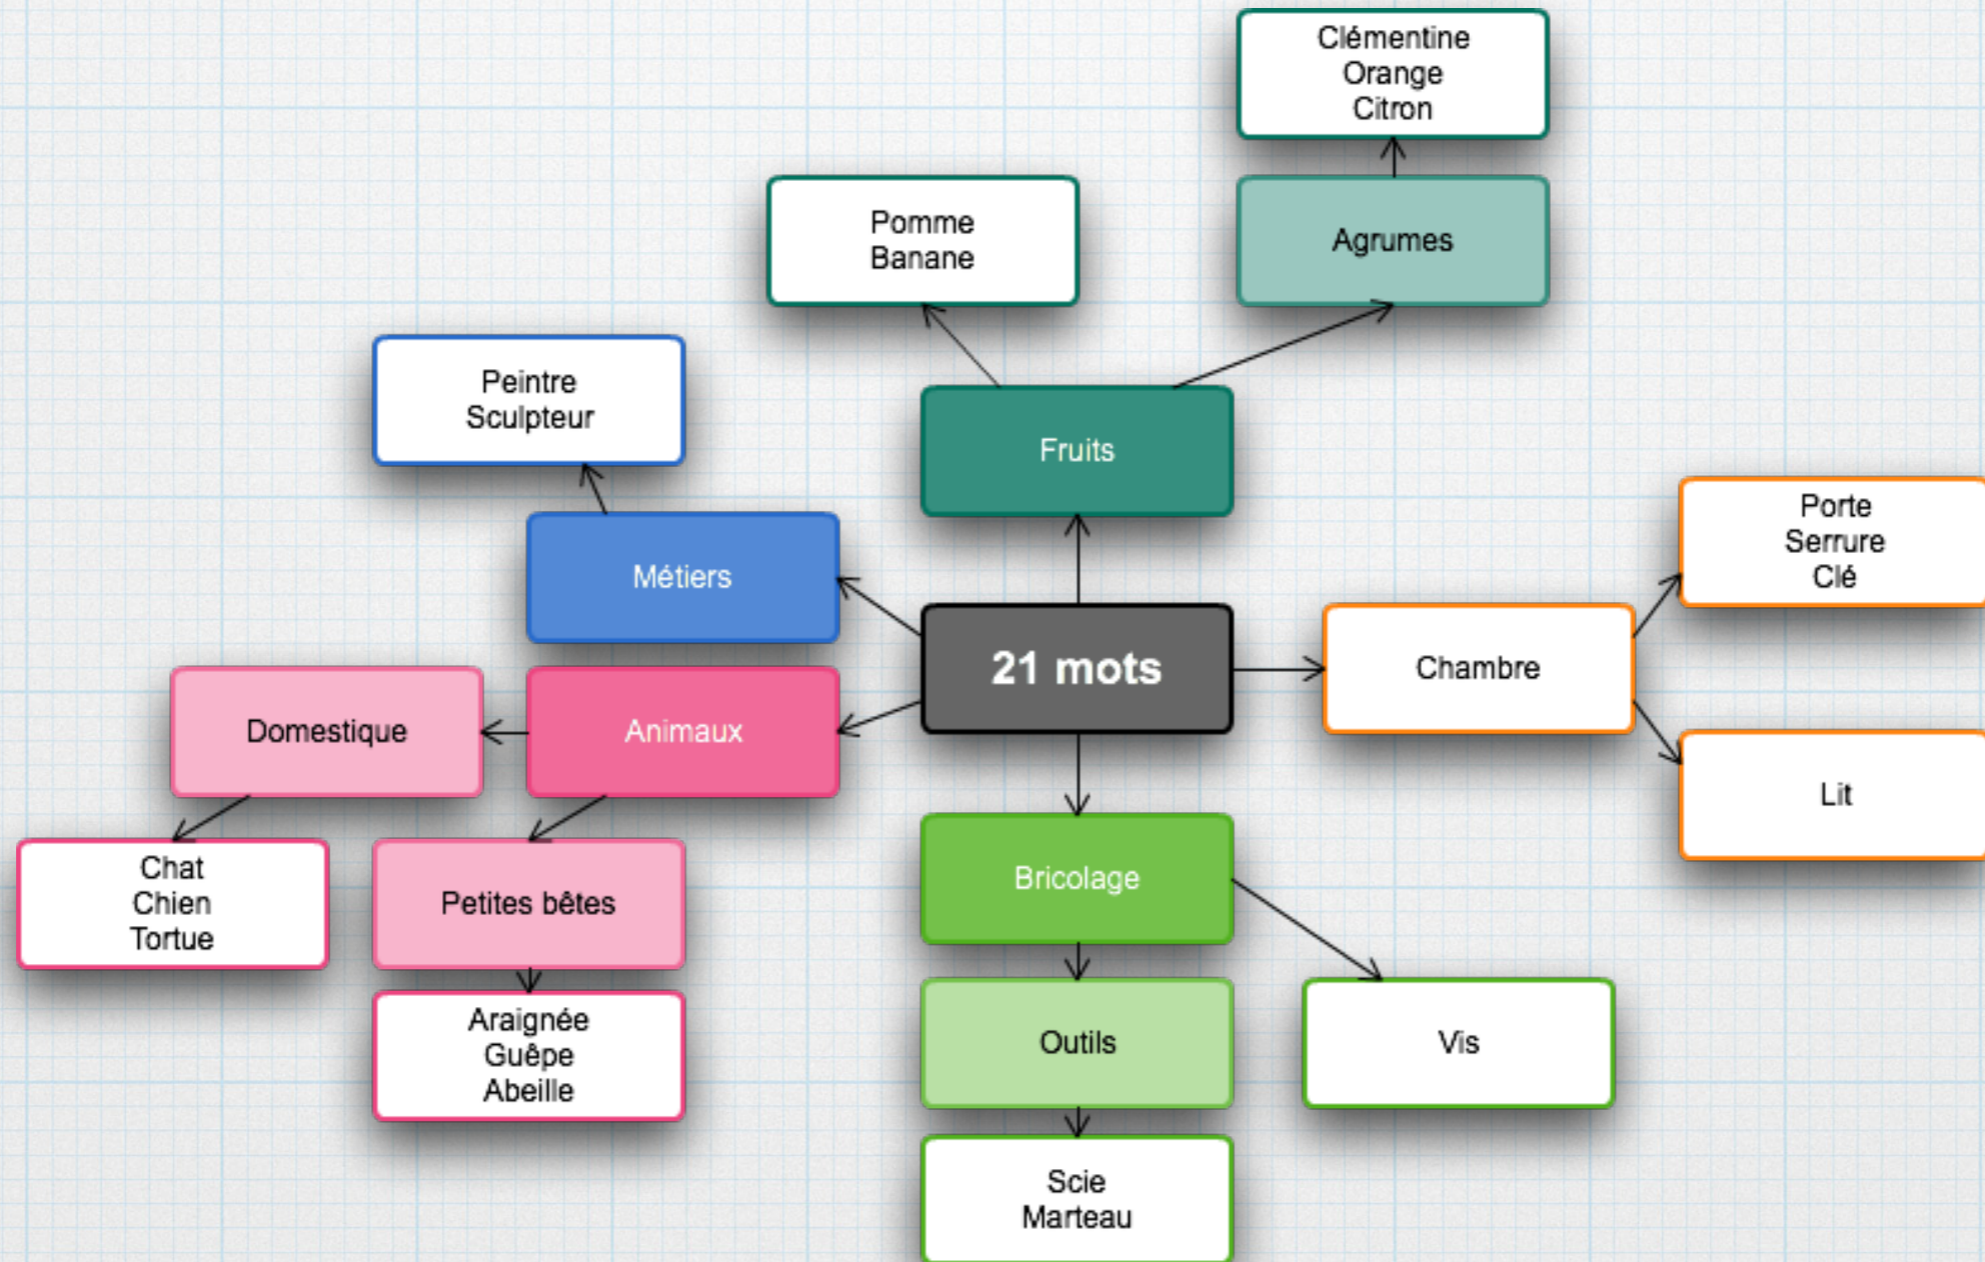 Clémentine
Orange
Citron
Pomme
Banane
Agrumes
Peintre
Sculpteur
Fruits
Porte
Serrure
Clé
Métiers
21 mots
Chambre
Domestique
Animaux
Lit
Chat
Chien
Tortue
Petites bêtes
Bricolage
Araignée
Guêpe
Abeille
Outils
Vis
Scie
Marteau